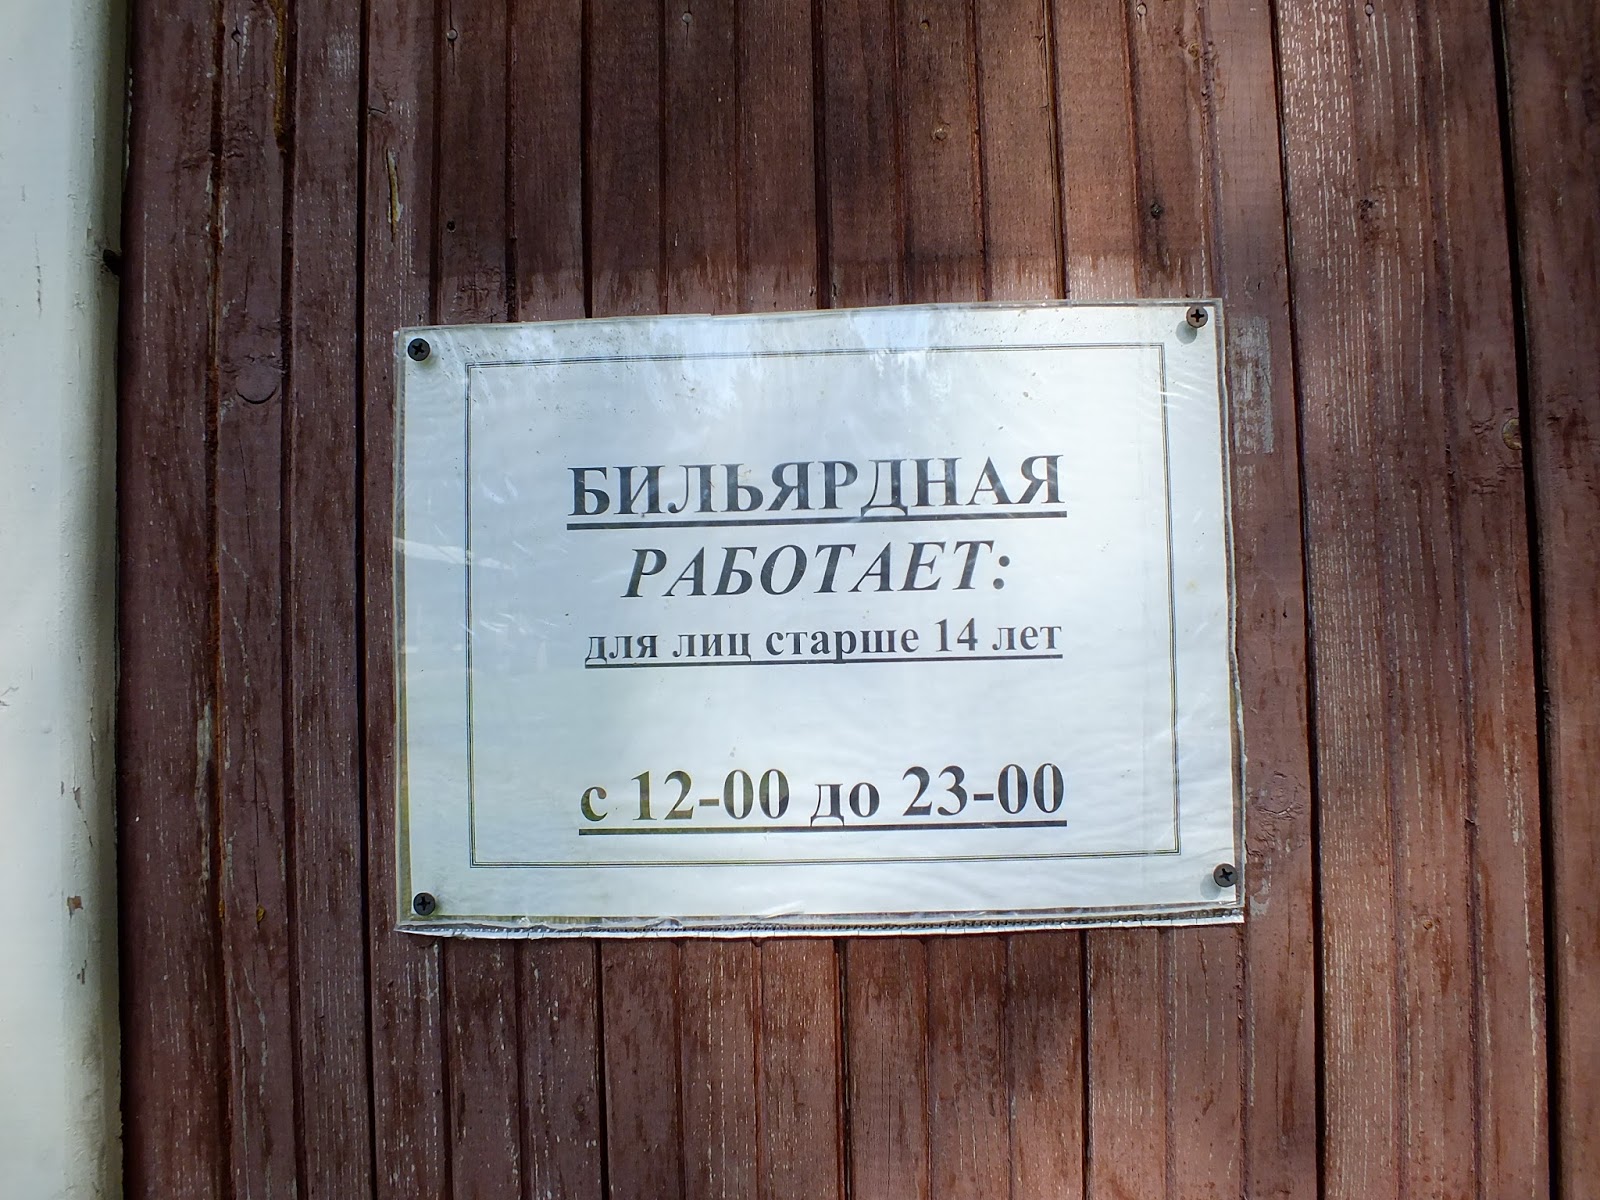 БИЛЬЯРДНАЯ
РАБОТАЕТ:
для лиц старше 14 лет
с 12-00 до 23-00